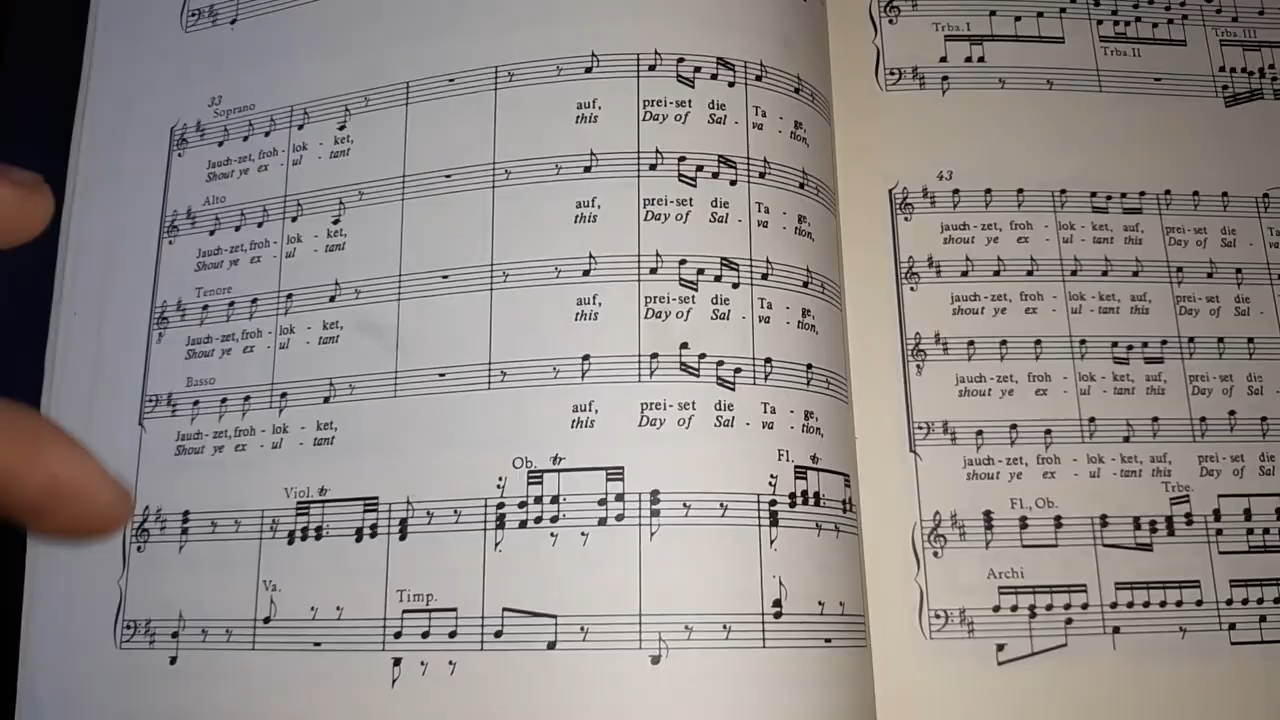 33
Soprano
Jauch-zet, froh - lok - ket, auf, prei-set die Ta - ge,
Shout ye ex - ul - tant this Day of Sal - va - tion,
Alto
Jauch-zet, froh - lok - ket, auf, prei-set die Ta - ge,
Shout ye ex - ul - tant this Day of Sal - va - tion,
Tenore
Jauch-zet, froh - lok - ket, auf, prei-set die Ta - ge,
Shout ye ex - ul - tant this Day of Sal - va - tion,
Basso
Jauch-zet, froh - lok - ket, auf, prei-set die Ta - ge,
Shout ye ex - ul - tant this Day of Sal - va - tion,
Viol. tr Ob. tr Fl. tr
Va. Timp.
Trba.I Trba.II Trba.III
43
jauch-zet, froh - lok - ket, auf, prei-set die Ta
shout ye ex - ul - tant this Day of Sal - va
jauch-zet, froh - lok - ket, auf, prei-set die
shout ye ex - ul - tant this Day of Sal -
jauch-zet, froh - lok - ket, auf, prei-set die
shout ye ex - ul - tant this Day of Sal -
jauch-zet, froh - lok - ket, auf, prei-set die
shout ye ex - ul - tant this Day of Sal
Fl., Ob. Trbe.
Archi